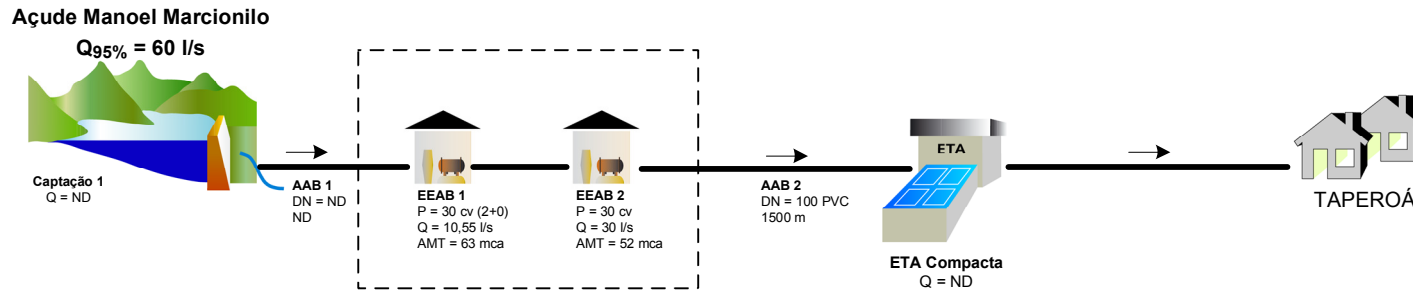 Açude Manoel Marcionilo
Q95% = 60 l/s
Captação 1
Q = ND
AAB 1
DN = ND
ND
EEAB 1
P = 30 cv (2+0)
Q = 10,55 l/s
AMT = 63 mca
EEAB 2
P = 30 cv
Q = 30 l/s
AMT = 52 mca
AAB 2
DN = 100 PVC
1500 m
ETA
ETA Compacta
Q = ND
TAPEROÁ